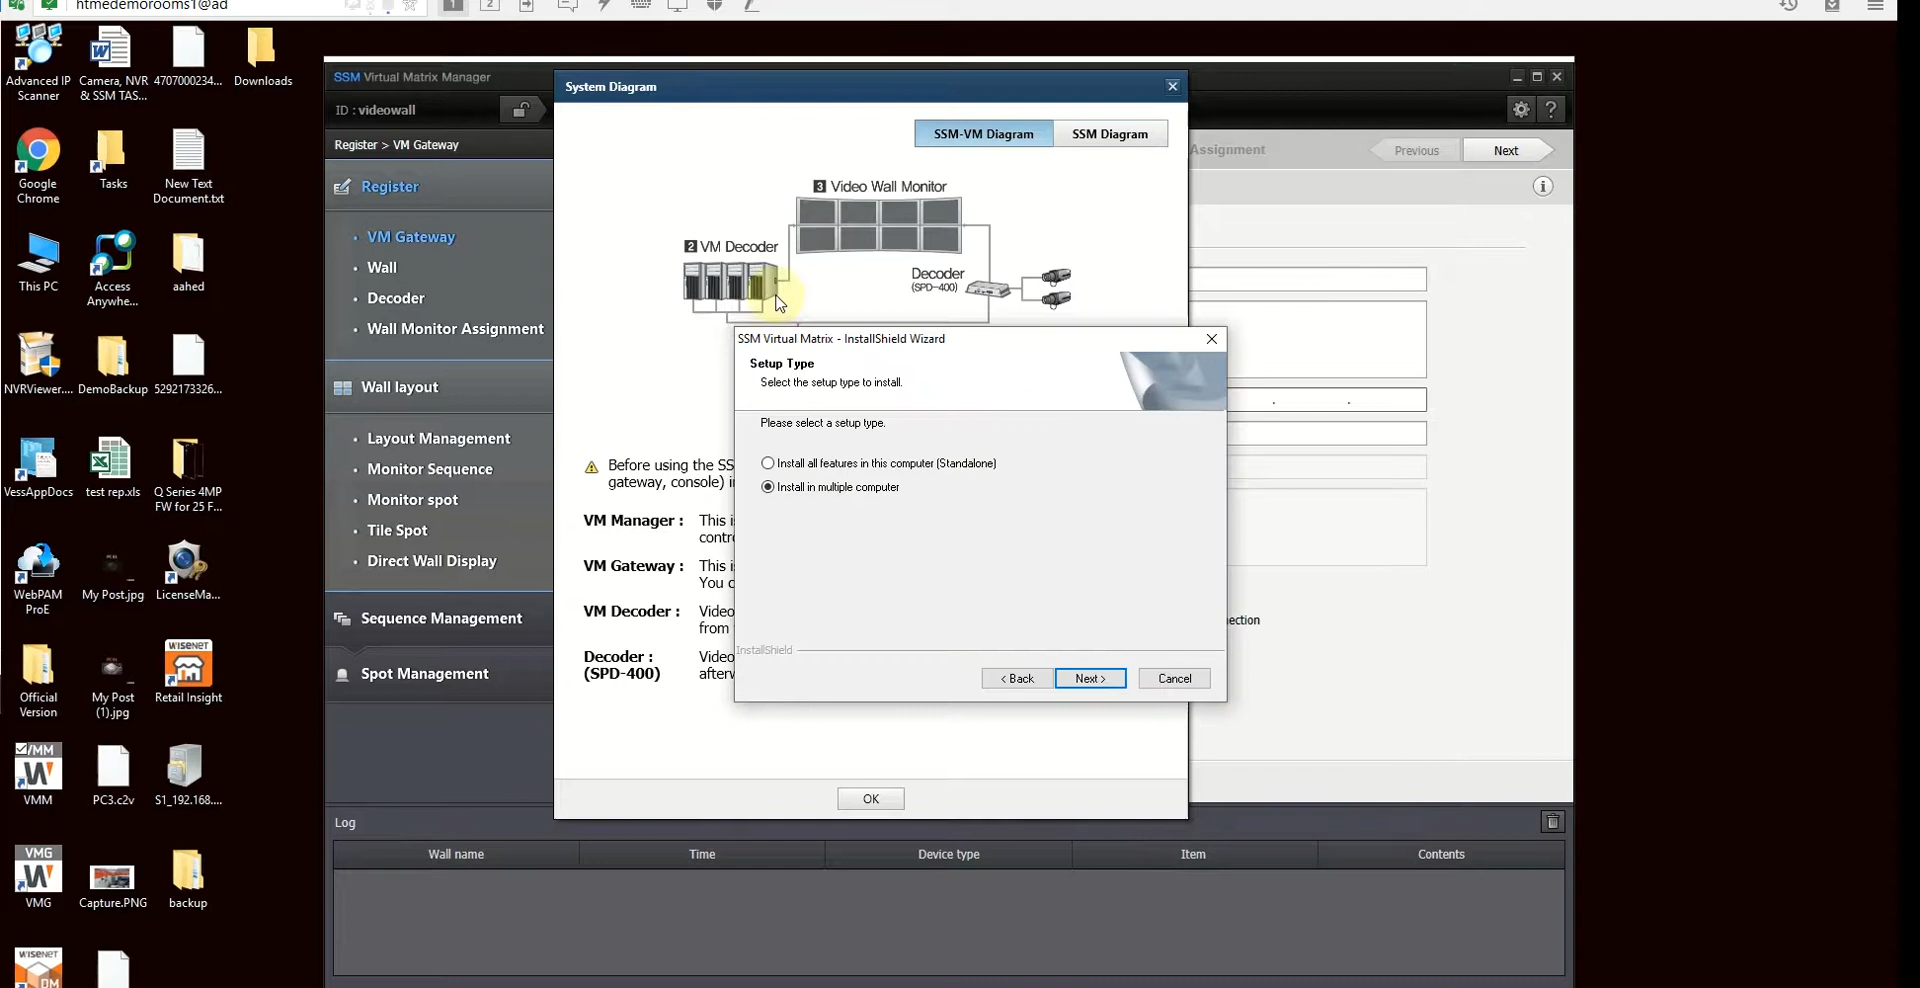 htmedemorooms1@ad
1
2
Advanced IP
Scanner
Camera, NVR
& SSM TAS...
4707000234...
Downloads
Google
Chrome
Tasks
New Text
Document.txt
This PC
Access
Anywhe...
aahed
NVRViewer....
DemoBackup
5292173326...
VessAppDocs
test rep.xls
Q Series 4MP
FW for 25 F...
WebPAM
ProE
My Post.jpg
LicenseMa...
Official
Version
My Post
(1).jpg
WISENET
Retail Insight
/MM
VMM
PC3.c2v
S1_192.168....
VMG
VMG
Capture.PNG
backup
WISENET
DM
SSM Virtual Matrix Manager
ID : videowall
Register > VM Gateway
Register
VM Gateway
Wall
Decoder
Wall Monitor Assignment
Wall layout
Layout Management
Monitor Sequence
Monitor spot
Tile Spot
Direct Wall Display
Sequence Management
Spot Management
Assignment
Previous
Next
ection
System Diagram
SSM-VM Diagram
SSM Diagram
3 Video Wall Monitor
2 VM Decoder
Decoder
(SPD-400)
Before using the SS
gateway, console) i
VM Manager : This i
contr
VM Gateway : This i
You c
VM Decoder : Video
from
Decoder : Video
(SPD-400) afterw
OK
SSM Virtual Matrix - InstallShield Wizard
Setup Type
Select the setup type to install.
Please select a setup type.
Install all features in this computer (Standalone)
Install in multiple computer
InstallShield
< Back
Next >
Cancel
Log
Wall name
Time
Device type
Item
Contents